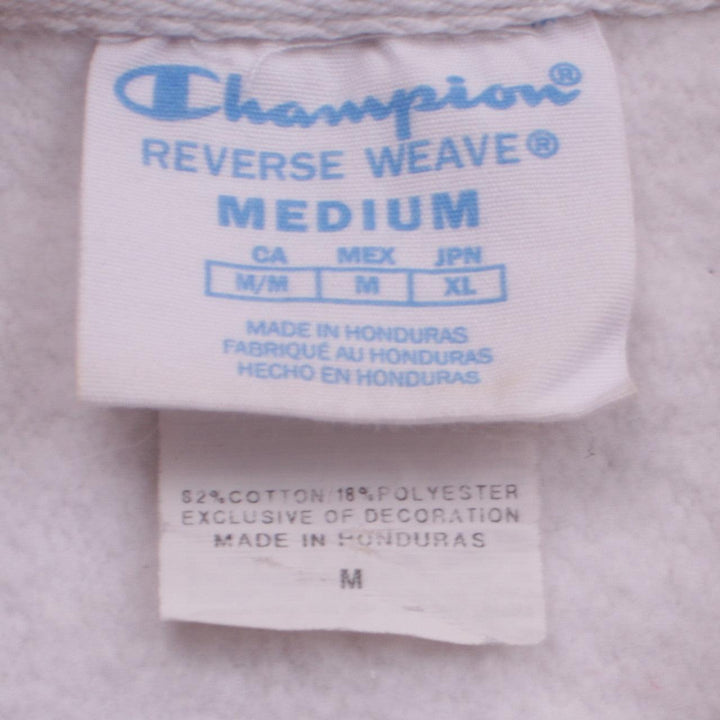 Champion®
REVERSE WEAVE®
MEDIUM
CA MEX JPN
M/M M XL
MADE IN HONDURAS
FABRIQUÉ AU HONDURAS
HECHO EN HONDURAS
82% COTTON/18% POLYESTER
EXCLUSIVE OF DECORATION
MADE IN HONDURAS
M